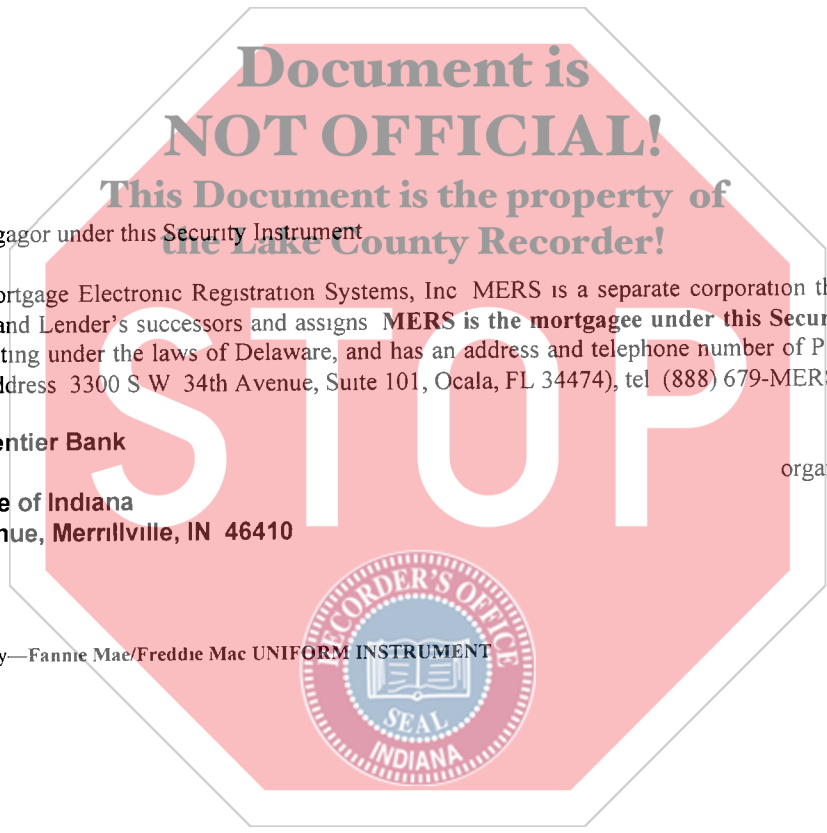 Document is
NOT OFFICIAL!
This Document is the property of
the Lake County Recorder!
gagor under this Security Instrument
ortgage Electronic Registration Systems, Inc MERS is a separate corporation th
and Lender's successors and assigns MERS is the mortgagee under this Secur
ting under the laws of Delaware, and has an address and telephone number of P
ddress 3300 S W 34th Avenue, Suite 101, Ocala, FL 34474), tel (888) 679-MERS
STOP
entier Bank
orga
e of Indiana
nue, Merrillville, IN 46410
RECORDER'S OFFICE
y—Fannie Mae/Freddie Mac UNIFORM INSTRUMENT
SEAL
INDIANA